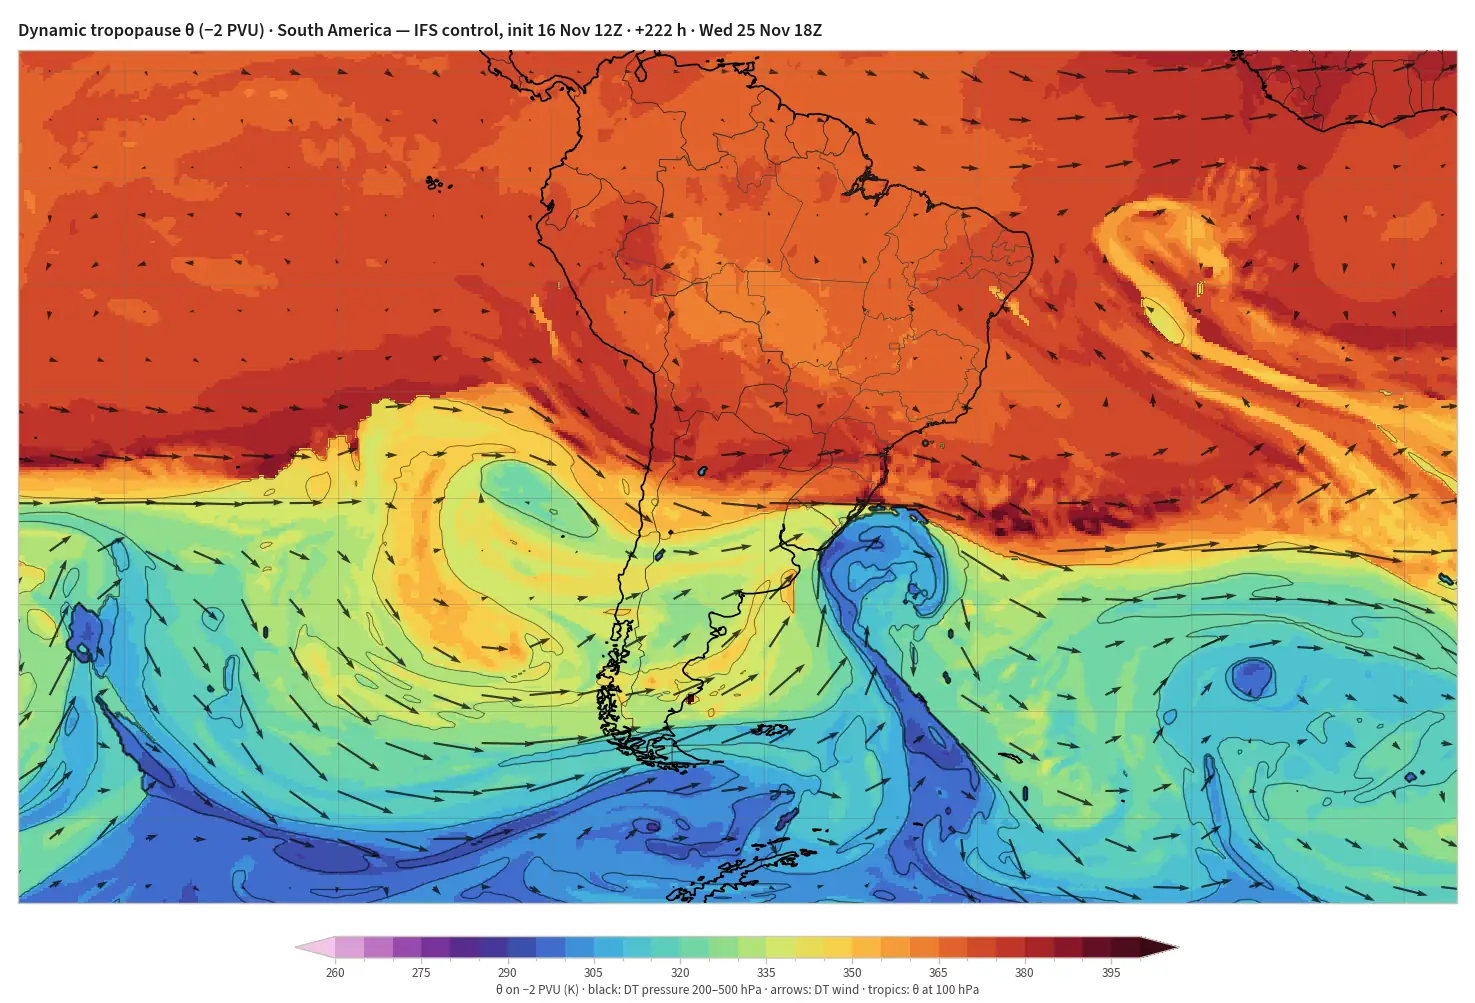 Dynamic tropopause θ (−2 PVU) · South America — IFS control, init 16 Nov 12Z · +222 h · Wed 25 Nov 18Z
260 275 290 305 320 335 350 365 380 395
θ on −2 PVU (K) · black: DT pressure 200–500 hPa · arrows: DT wind · tropics: θ at 100 hPa